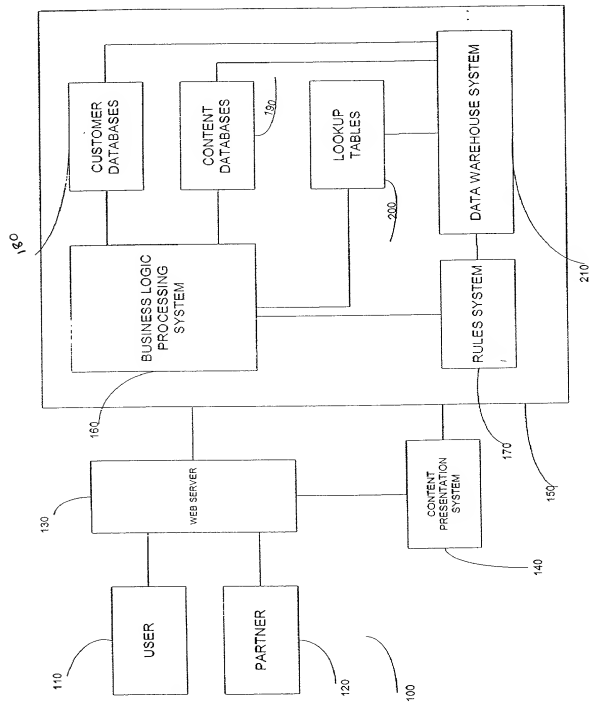 180
CUSTOMER
DATABASES
CONTENT
DATABASES
190
LOOKUP
TABLES
200
DATA WAREHOUSE SYSTEM
210
BUSINESS LOGIC
PROCESSING
SYSTEM
160
RULES SYSTEM
170
150
130
WEB SERVER
CONTENT
PRESENTATION
SYSTEM
140
110
USER
PARTNER
120
100